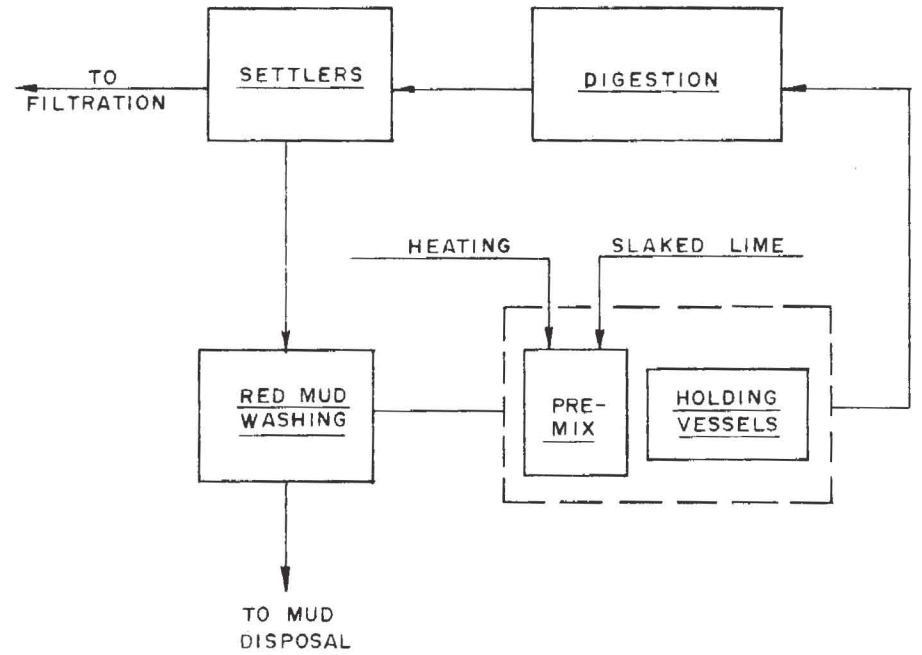 SETTLERS
DIGESTION
TO
FILTRATION
HEATING
SLAKED LIME
RED MUD
WASHING
PRE-
MIX
HOLDING
VESSELS
TO MUD
DISPOSAL